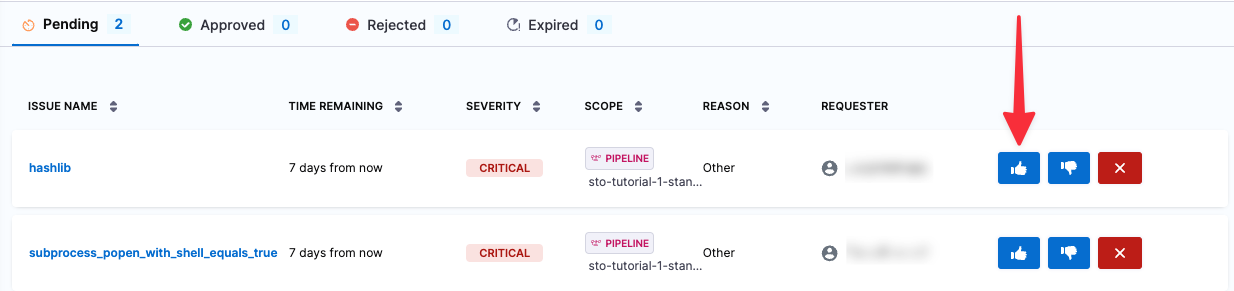 Pending 2 Approved 0 Rejected 0 Expired 0
ISSUE NAME TIME REMAINING SEVERITY SCOPE REASON REQUESTER
PIPELINE
hashlib 7 days from now CRITICAL Other
sto-tutorial-1-stan...
PIPELINE
subprocess_popen_with_shell_equals_true 7 days from now CRITICAL Other
sto-tutorial-1-stan...